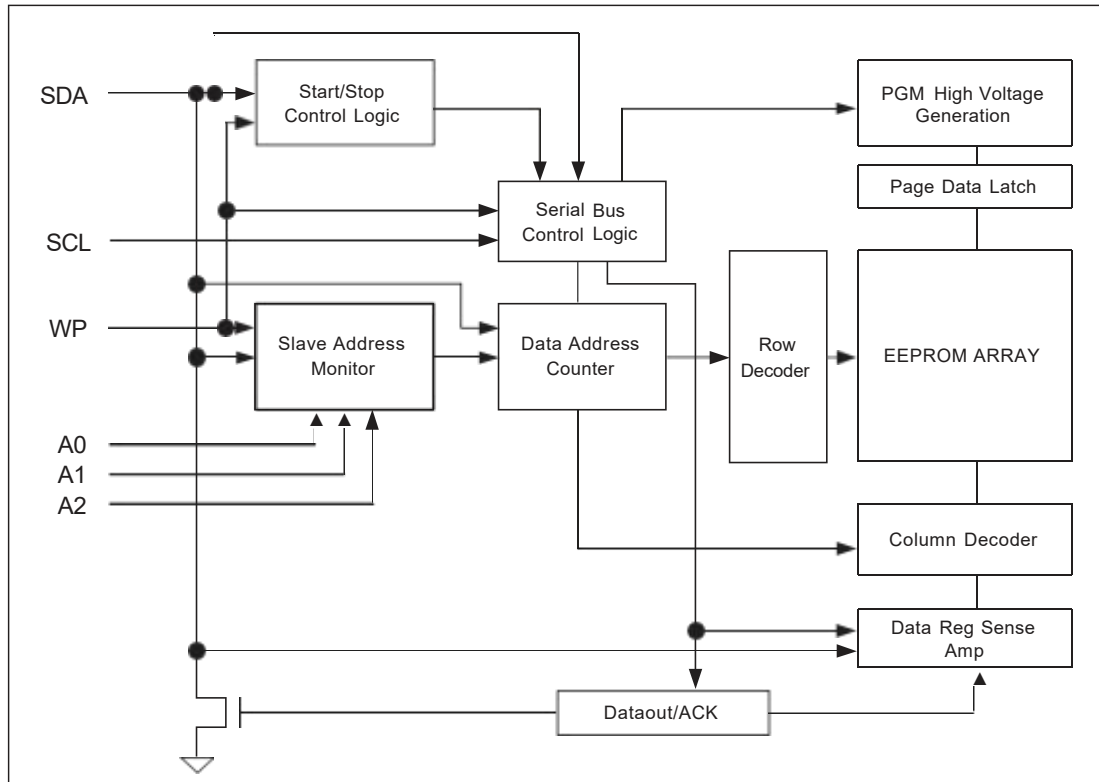 SDA
Start/Stop
Control Logic
PGM High Voltage
Generation
Page Data Latch
Serial Bus
Control Logic
SCL
WP
Slave Address
Monitor
Data Address
Counter
Row
Decoder
EEPROM ARRAY
A0
A1
A2
Column Decoder
Data Reg Sense
Amp
Dataout/ACK